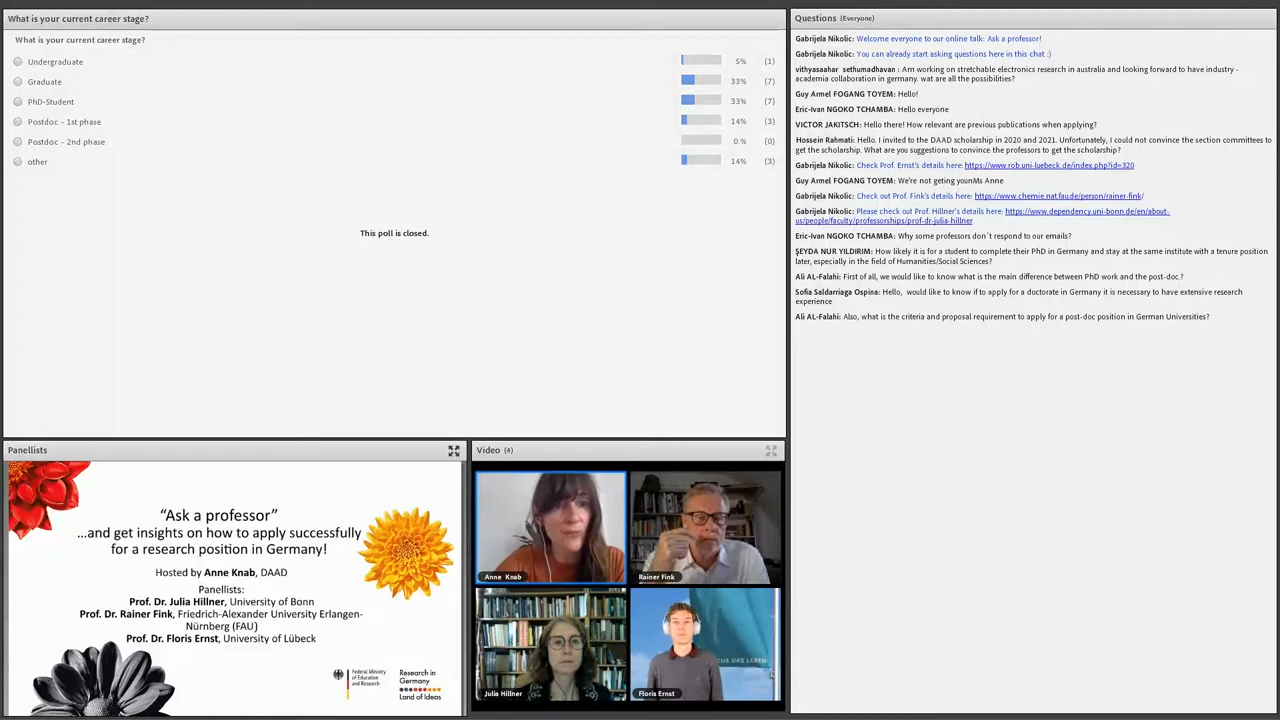 What is your current career stage?
What is your current career stage?
Undergraduate 5% (1)
Graduate 33% (7)
PhD-Student 33% (7)
Postdoc - 1st phase 14% (3)
Postdoc - 2nd phase 0.% (0)
other 14% (3)
This poll is closed.
Panellists
“Ask a professor”
...and get insights on how to apply successfully
for a research position in Germany!
Hosted by Anne Knab, DAAD
Panellists:
Prof. Dr. Julia Hillner, University of Bonn
Prof. Dr. Rainer Fink, Friedrich-Alexander University Erlangen-
Nürnberg (FAU)
Prof. Dr. Floris Ernst, University of Lübeck
Federal Ministry
of Education
and Research
Research in
Germany
Land of Ideas
Video (4)
Anne Knab
Rainer Fink
CUS DAS LEBEN
Julia Hillner
Floris Ernst
Questions (Everyone)
Gabrijela Nikolic: Welcome everyone to our online talk: Ask a professor!
Gabrijela Nikolic: You can already start asking questions here in this chat :)
vithyasaahar sethumadhavan : Am working on stretchable electronics research in australia and looking forward to have industry -
academia collaboration in germany. wat are all the possibilities?
Guy Armel FOGANG TOYEM: Hello!
Eric-Ivan NGOKO TCHAMBA: Hello everyone
VICTOR JAKITSCH: Hello there! How relevant are previous publications when applying?
Hossein Rahmati: Hello. I invited to the DAAD scholarship in 2020 and 2021. Unfortunately, I could not convince the section committees to
get the scholarship. What are you suggestions to convince the professors to get the scholarship?
Gabrijela Nikolic: Check Prof. Ernst's details here: https://www.rob.uni-luebeck.de/index.php?id=320
Guy Armel FOGANG TOYEM: We're not geting younMs Anne
Gabrijela Nikolic: Check out Prof. Fink's details here: https://www.chemie.nat.fau.de/person/rainer-fink/
Gabrijela Nikolic: Please check out Prof. Hillner's details here: https://www.dependency.uni-bonn.de/en/about-
us/people/faculty/professorships/prof-dr-julia-hillner
Eric-Ivan NGOKO TCHAMBA: Why some professors don´t respond to our emails?
ŞEYDA NUR YILDIRIM: How likely it is for a student to complete their PhD in Germany and stay at the same institute with a tenure position
later, especially in the field of Humanities/Social Sciences?
Ali AL-Falahi: First of all, we would like to know what is the main difference between PhD work and the post-doc.?
Sofia Saldarriaga Ospina: Hello, would like to know if to apply for a doctorate in Germany it is necessary to have extensive research
experience
Ali AL-Falahi: Also, what is the criteria and proposal requirement to apply for a post-doc position in German Universities?